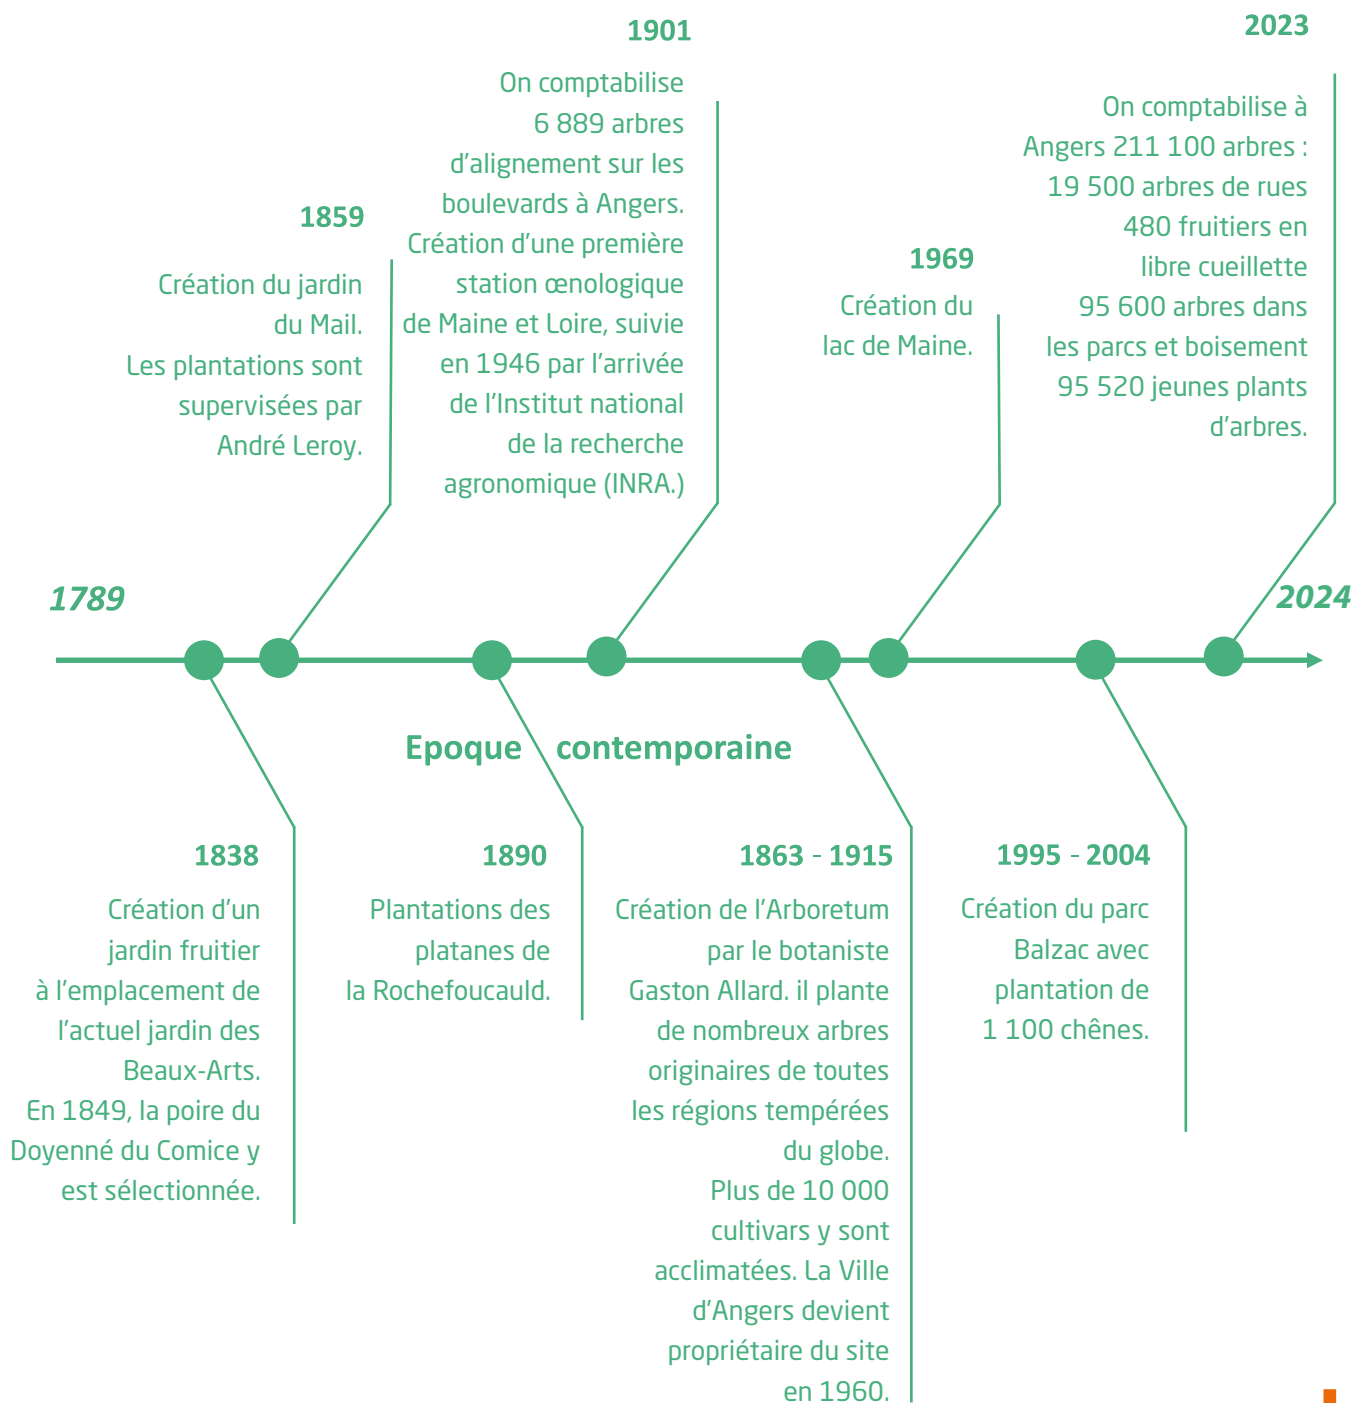 1859
Création du jardin
du Mail.
Les plantations sont
supervisées par
André Leroy.
1901
On comptabilise
6 889 arbres
d'alignement sur les
boulevards à Angers.
Création d'une première
station œnologique
de Maine et Loire, suivie
en 1946 par l'arrivée
de l'Institut national
de la recherche
agronomique (INRA.)
1969
Création du
lac de Maine.
2023
On comptabilise à
Angers 211 100 arbres :
19 500 arbres de rues
480 fruitiers en
libre cueillette
95 600 arbres dans
les parcs et boisement
95 520 jeunes plants
d'arbres.
1789
2024
Epoque contemporaine
1838
Création d'un
jardin fruitier
à l'emplacement de
l'actuel jardin des
Beaux-Arts.
En 1849, la poire du
Doyenné du Comice y
est sélectionnée.
1890
Plantations des
platanes de
la Rochefoucauld.
1863 - 1915
Création de l'Arboretum
par le botaniste
Gaston Allard. il plante
de nombreux arbres
originaires de toutes
les régions tempérées
du globe.
Plus de 10 000
cultivars y sont
acclimatées. La Ville
d'Angers devient
propriétaire du site
en 1960.
1995 - 2004
Création du parc
Balzac avec
plantation de
1 100 chênes.